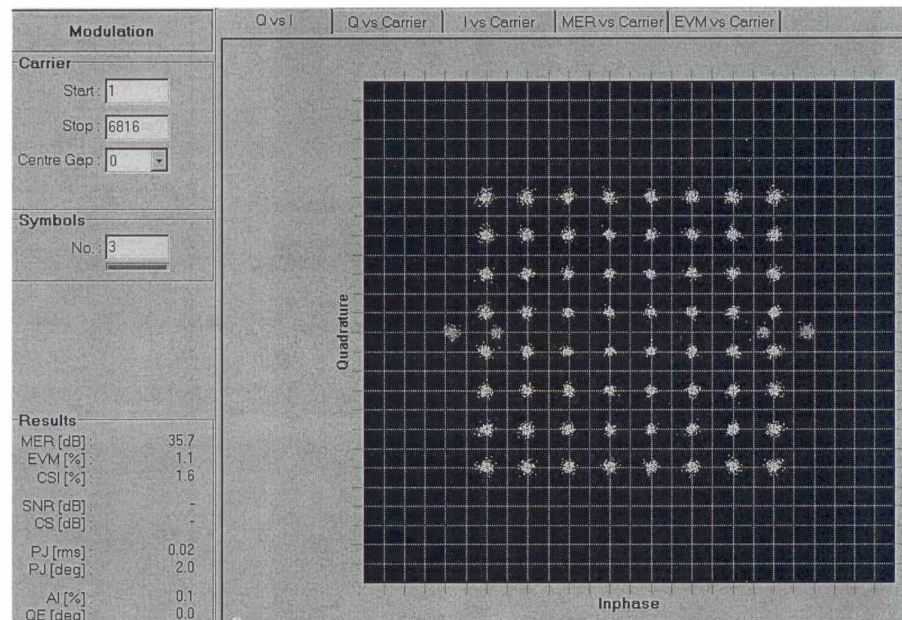 Modulation
Q vs I
Q vs Carrier
I vs Carrier
MER vs Carrier
EVM vs Carrier
Carrier
Start : 1
Stop : 6816
Centre Gap : 0
Symbols
No. : 3
Quadrature
Inphase
Results
MER [dB] : 35.7
EVM [%] : 1.1
CSI [%] : 1.6
SNR [dB] : -
CS [dB] : -
PJ [rms] : 0.02
PJ [deg] : 2.0
AI [%] : 0.1
QE [deg] : 0.0